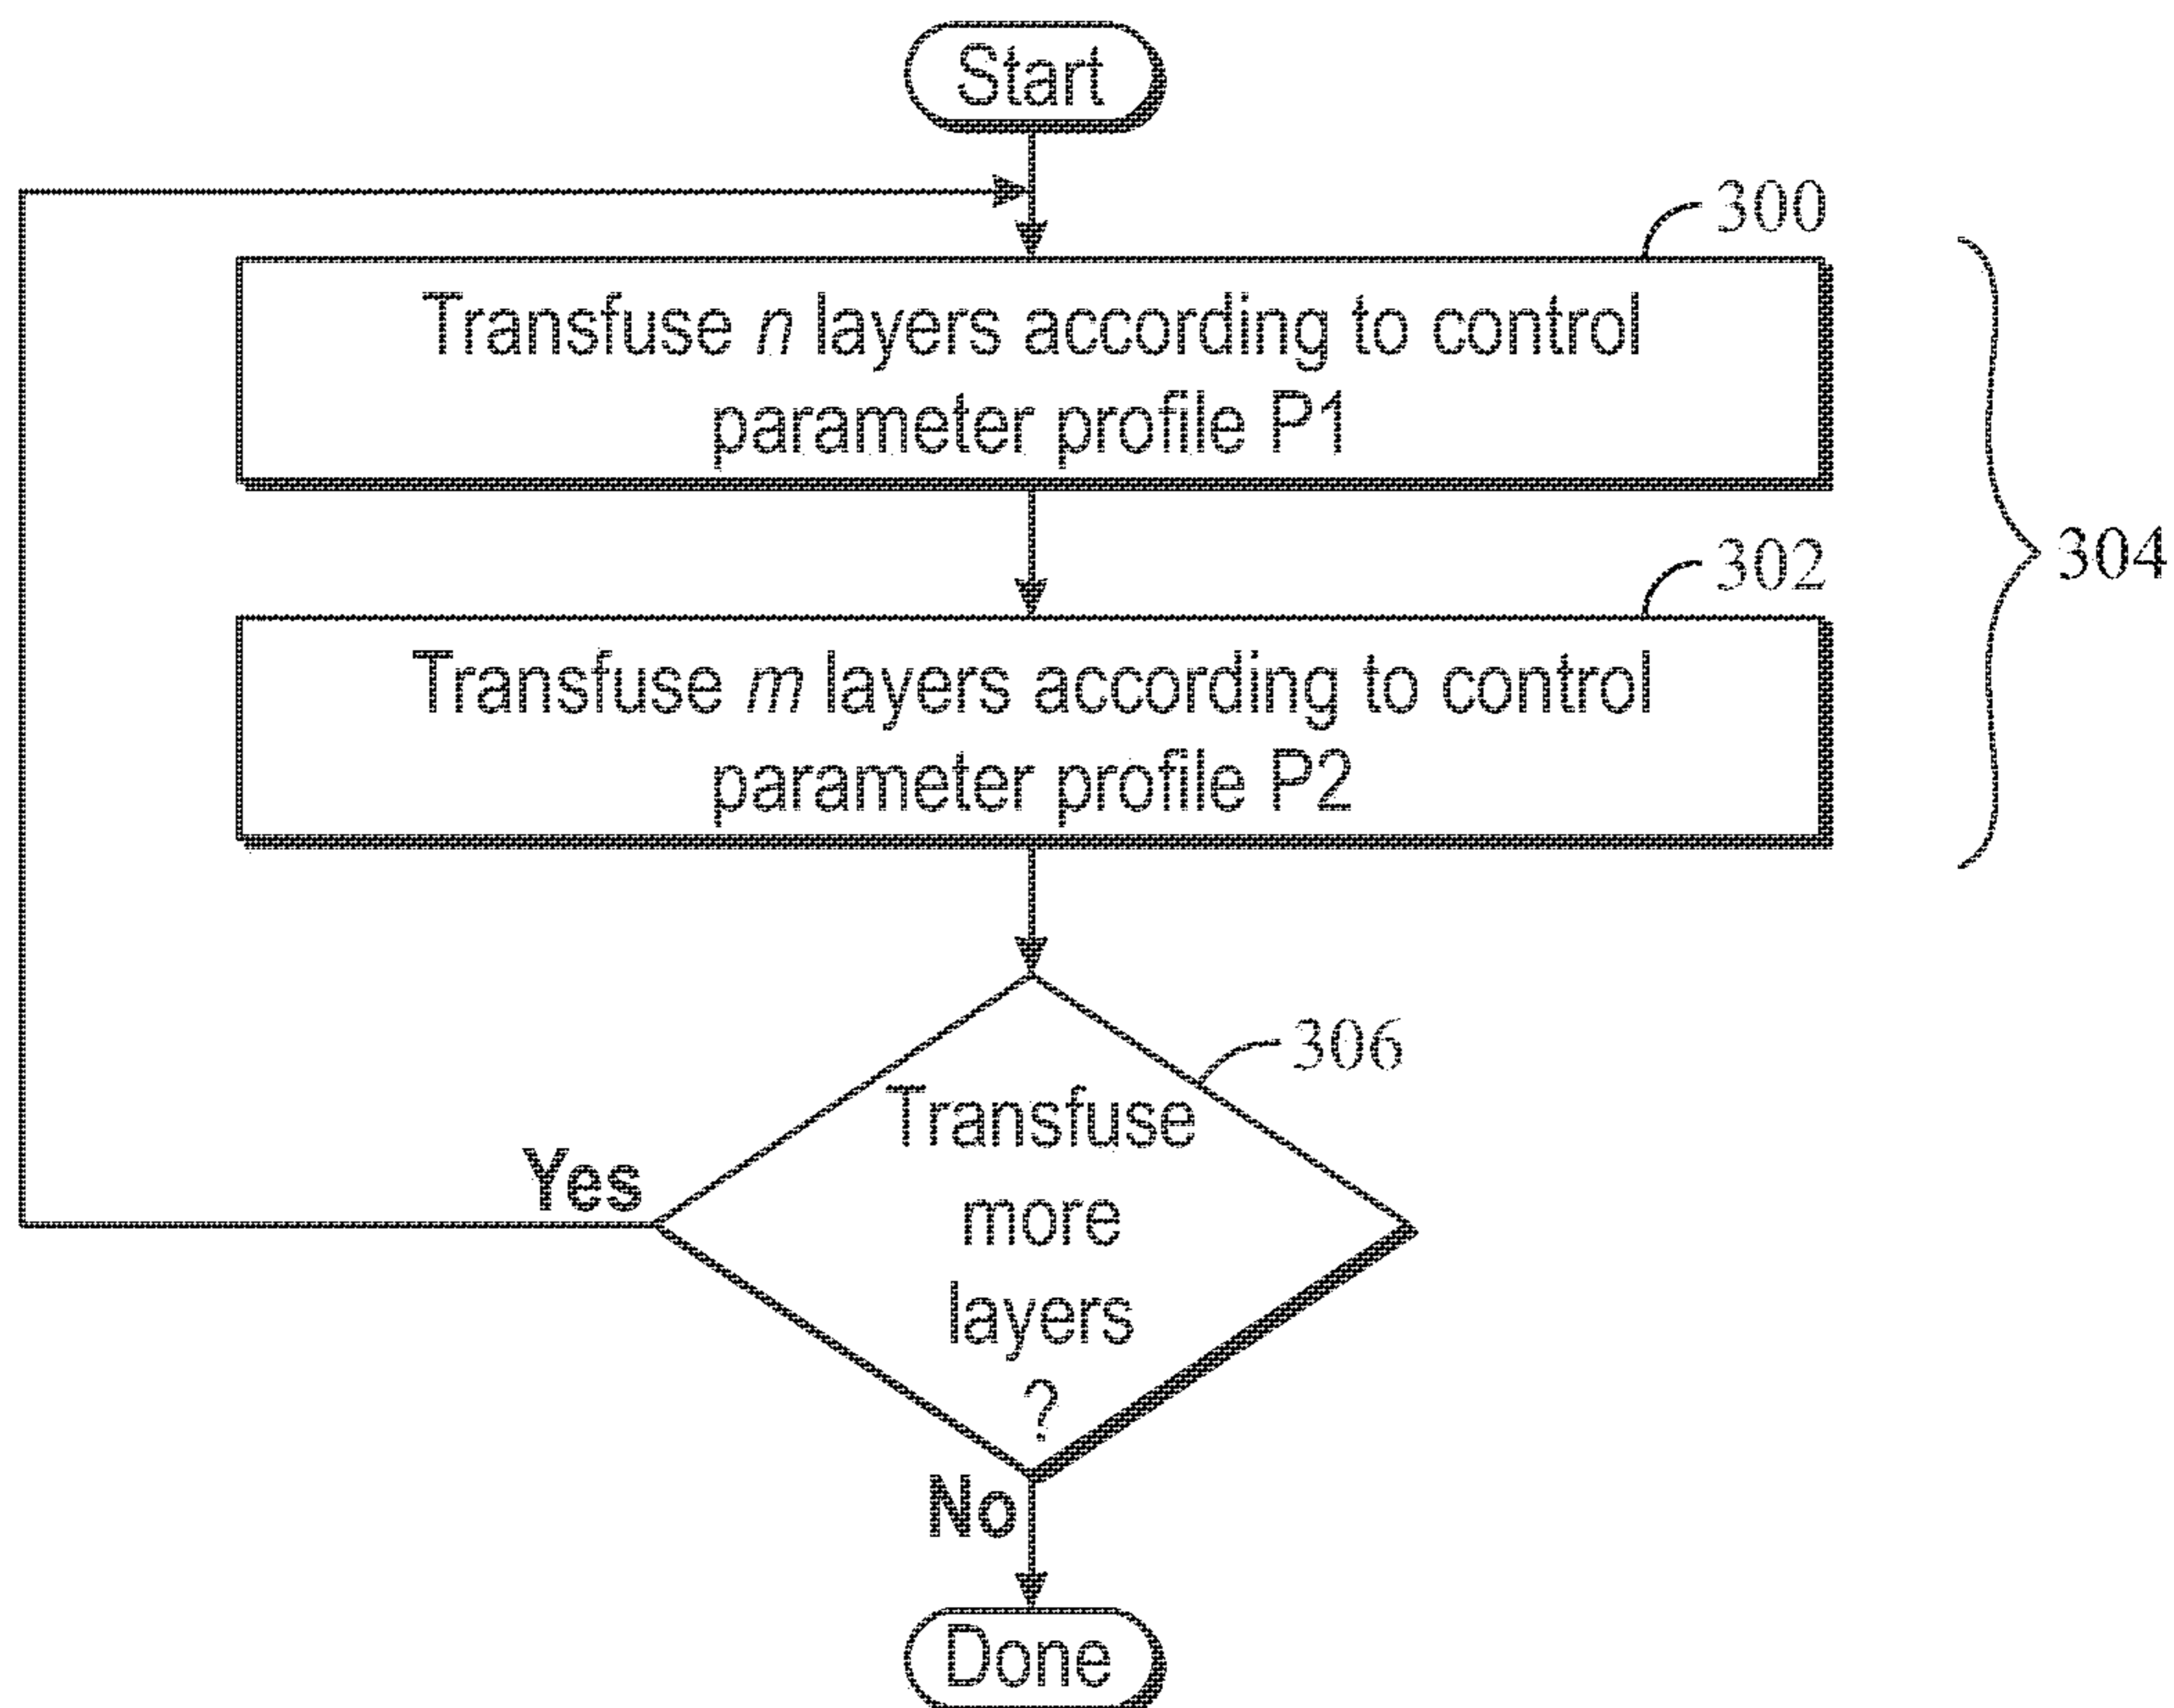 Start
300
Transfuse n layers according to control
parameter profile P1
304
302
Transfuse m layers according to control
parameter profile P2
306
Transfuse
more
layers
?
Yes
No
Done